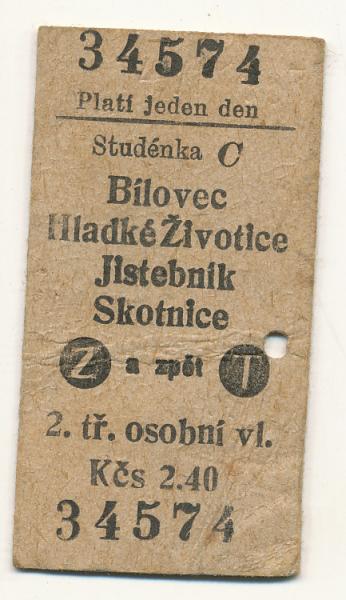 34574
Platí jeden den
Studénka C
Bílovec
Hladké Životice
Jistebník
Skotnice
Z a zpět T
2. tř. osobní vl.
Kčs 2.40
34574